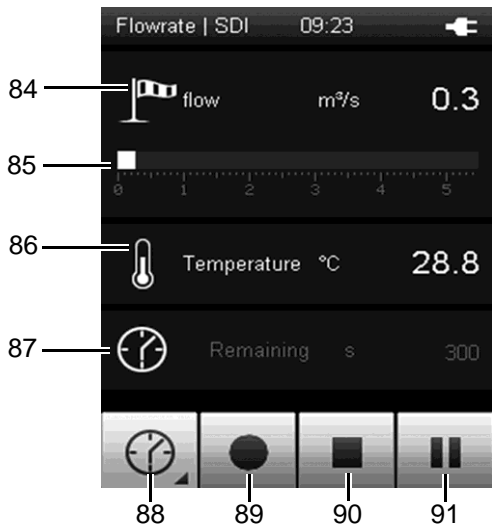 Flowrate | SDI 09:23
84 flow m³/s 0.3
85
0 1 2 3 4 5
86 Temperature °C 28.8
87 Remaining s 300
88 89 90 91